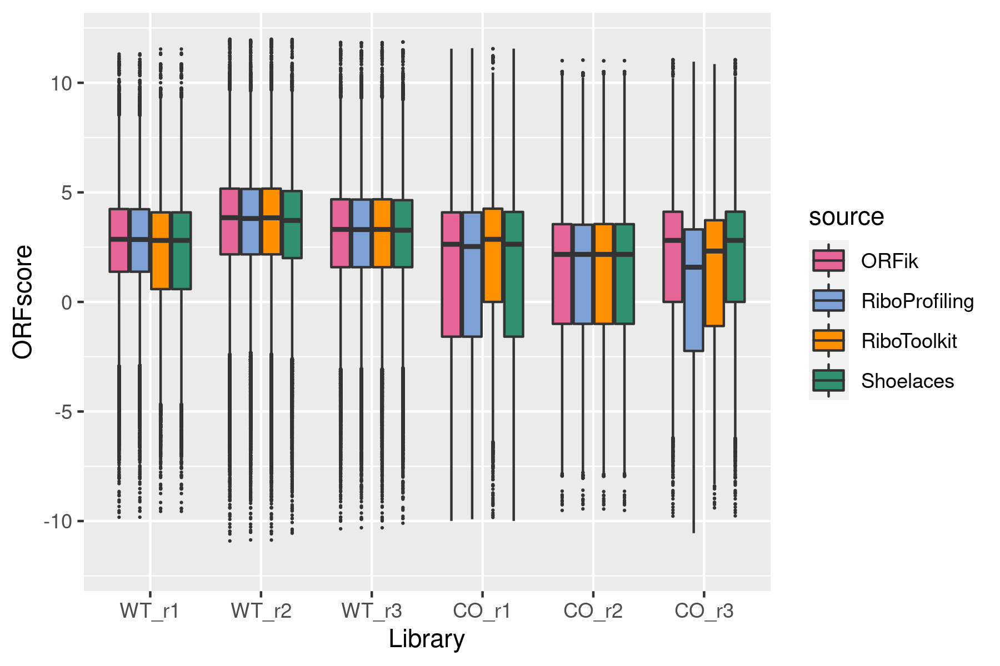 ORFscore
10
5
0
-5
-10
WT_r1
WT_r2
WT_r3
CO_r1
CO_r2
CO_r3
Library
source
ORFik
RiboProfiling
RiboToolkit
Shoelaces